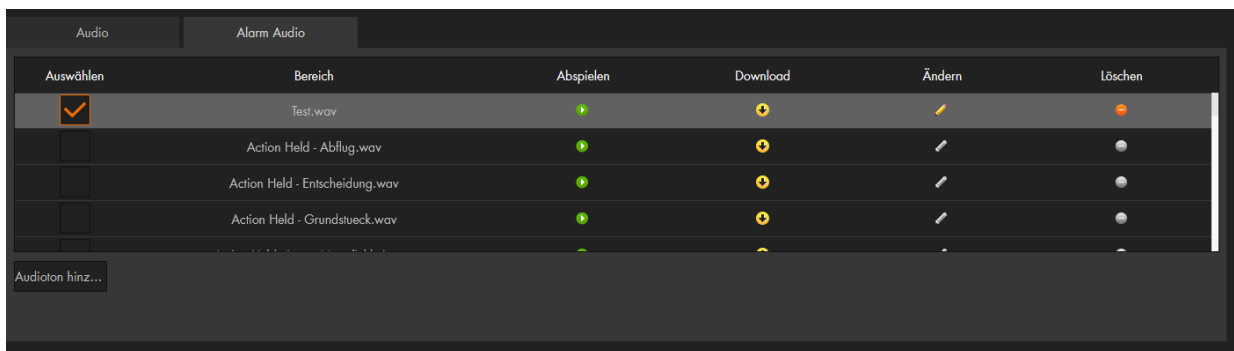 Audio Alarm Audio
Auswählen Bereich Abspielen Download Ändern Löschen
Test.wav
Action Held - Abflug.wav
Action Held - Entscheidung.wav
Action Held - Grundstueck.wav
Audioton hinz...